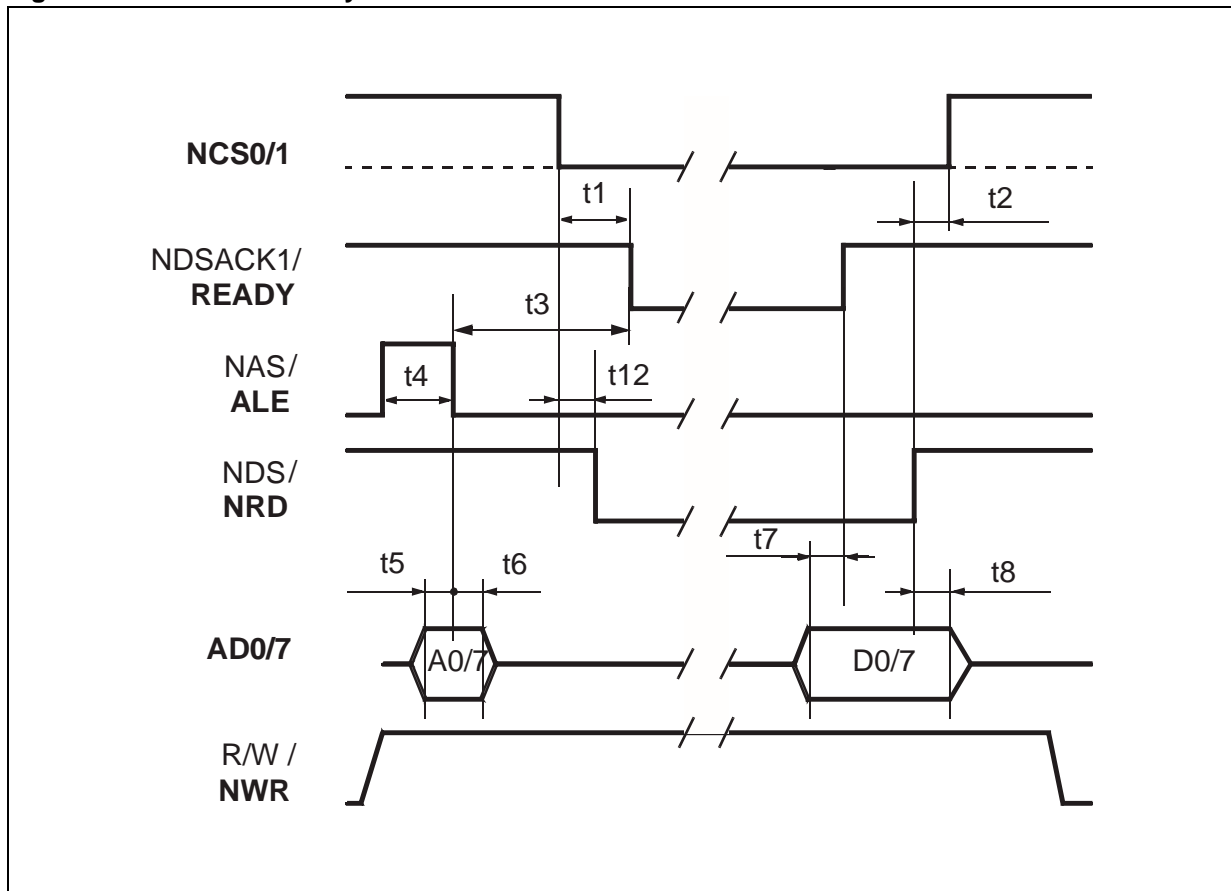 NCS0/1
t1
t2
NDSACK1/
READY
t3
NAS/
ALE
t4
t12
NDS/
NRD
t7
t5
t6
t8
AD0/7
A0/7
D0/7
R/W /
NWR